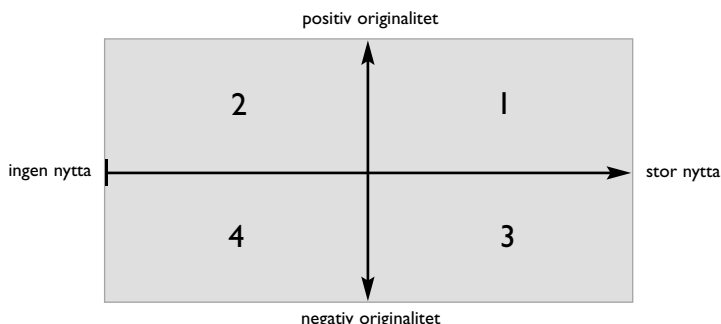 positiv originalitet
2 1
ingen nytta stor nytta
4 3
negativ originalitet